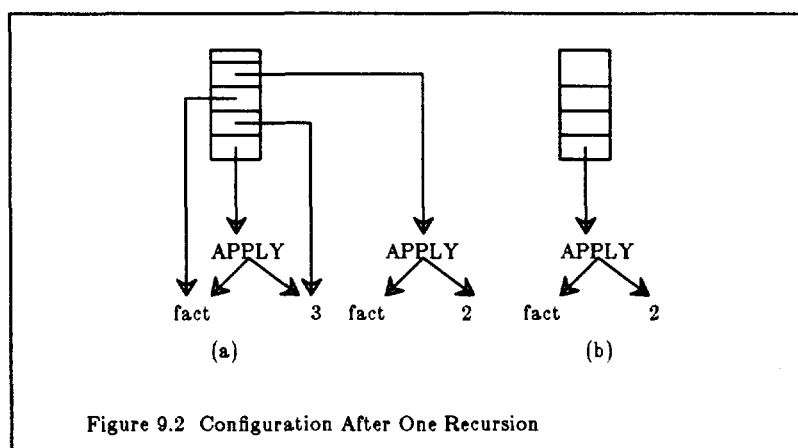 APPLY APPLY APPLY
fact 3 fact 2 fact 2
(a) (b)
Figure 9.2 Configuration After One Recursion